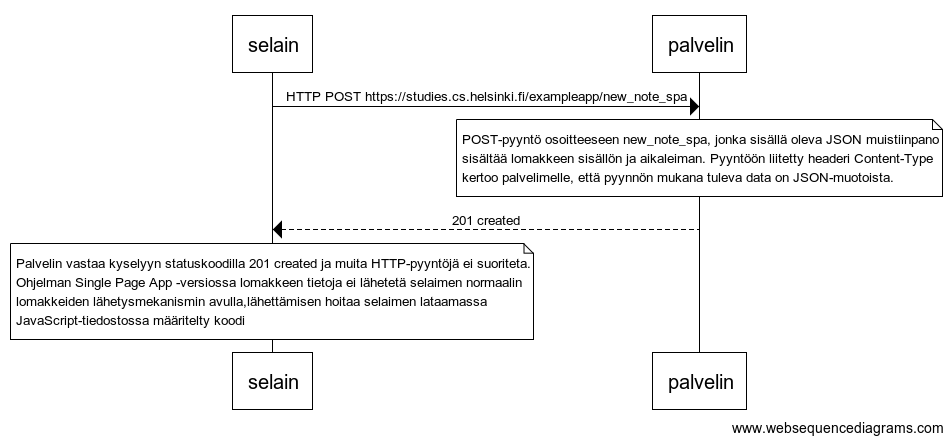 selain
palvelin
HTTP POST https://studies.cs.helsinki.fi/exampleapp/new_note_spa
POST-pyyntö osoitteeseen new_note_spa, jonka sisällä oleva JSON muistiinpano
sisältää lomakkeen sisällön ja aikaleiman. Pyyntöön liitetty headeri Content-Type
kertoo palvelimelle, että pyynnön mukana tuleva data on JSON-muotoista.
201 created
Palvelin vastaa kyselyyn statuskoodilla 201 created ja muita HTTP-pyyntöjä ei suoriteta.
Ohjelman Single Page App -versiossa lomakkeen tietoja ei lähetetä selaimen normaalin
lomakkeiden lähetysmekanismin avulla,lähettämisen hoitaa selaimen lataamassa
JavaScript-tiedostossa määritelty koodi
selain
palvelin
www.websequencediagrams.com